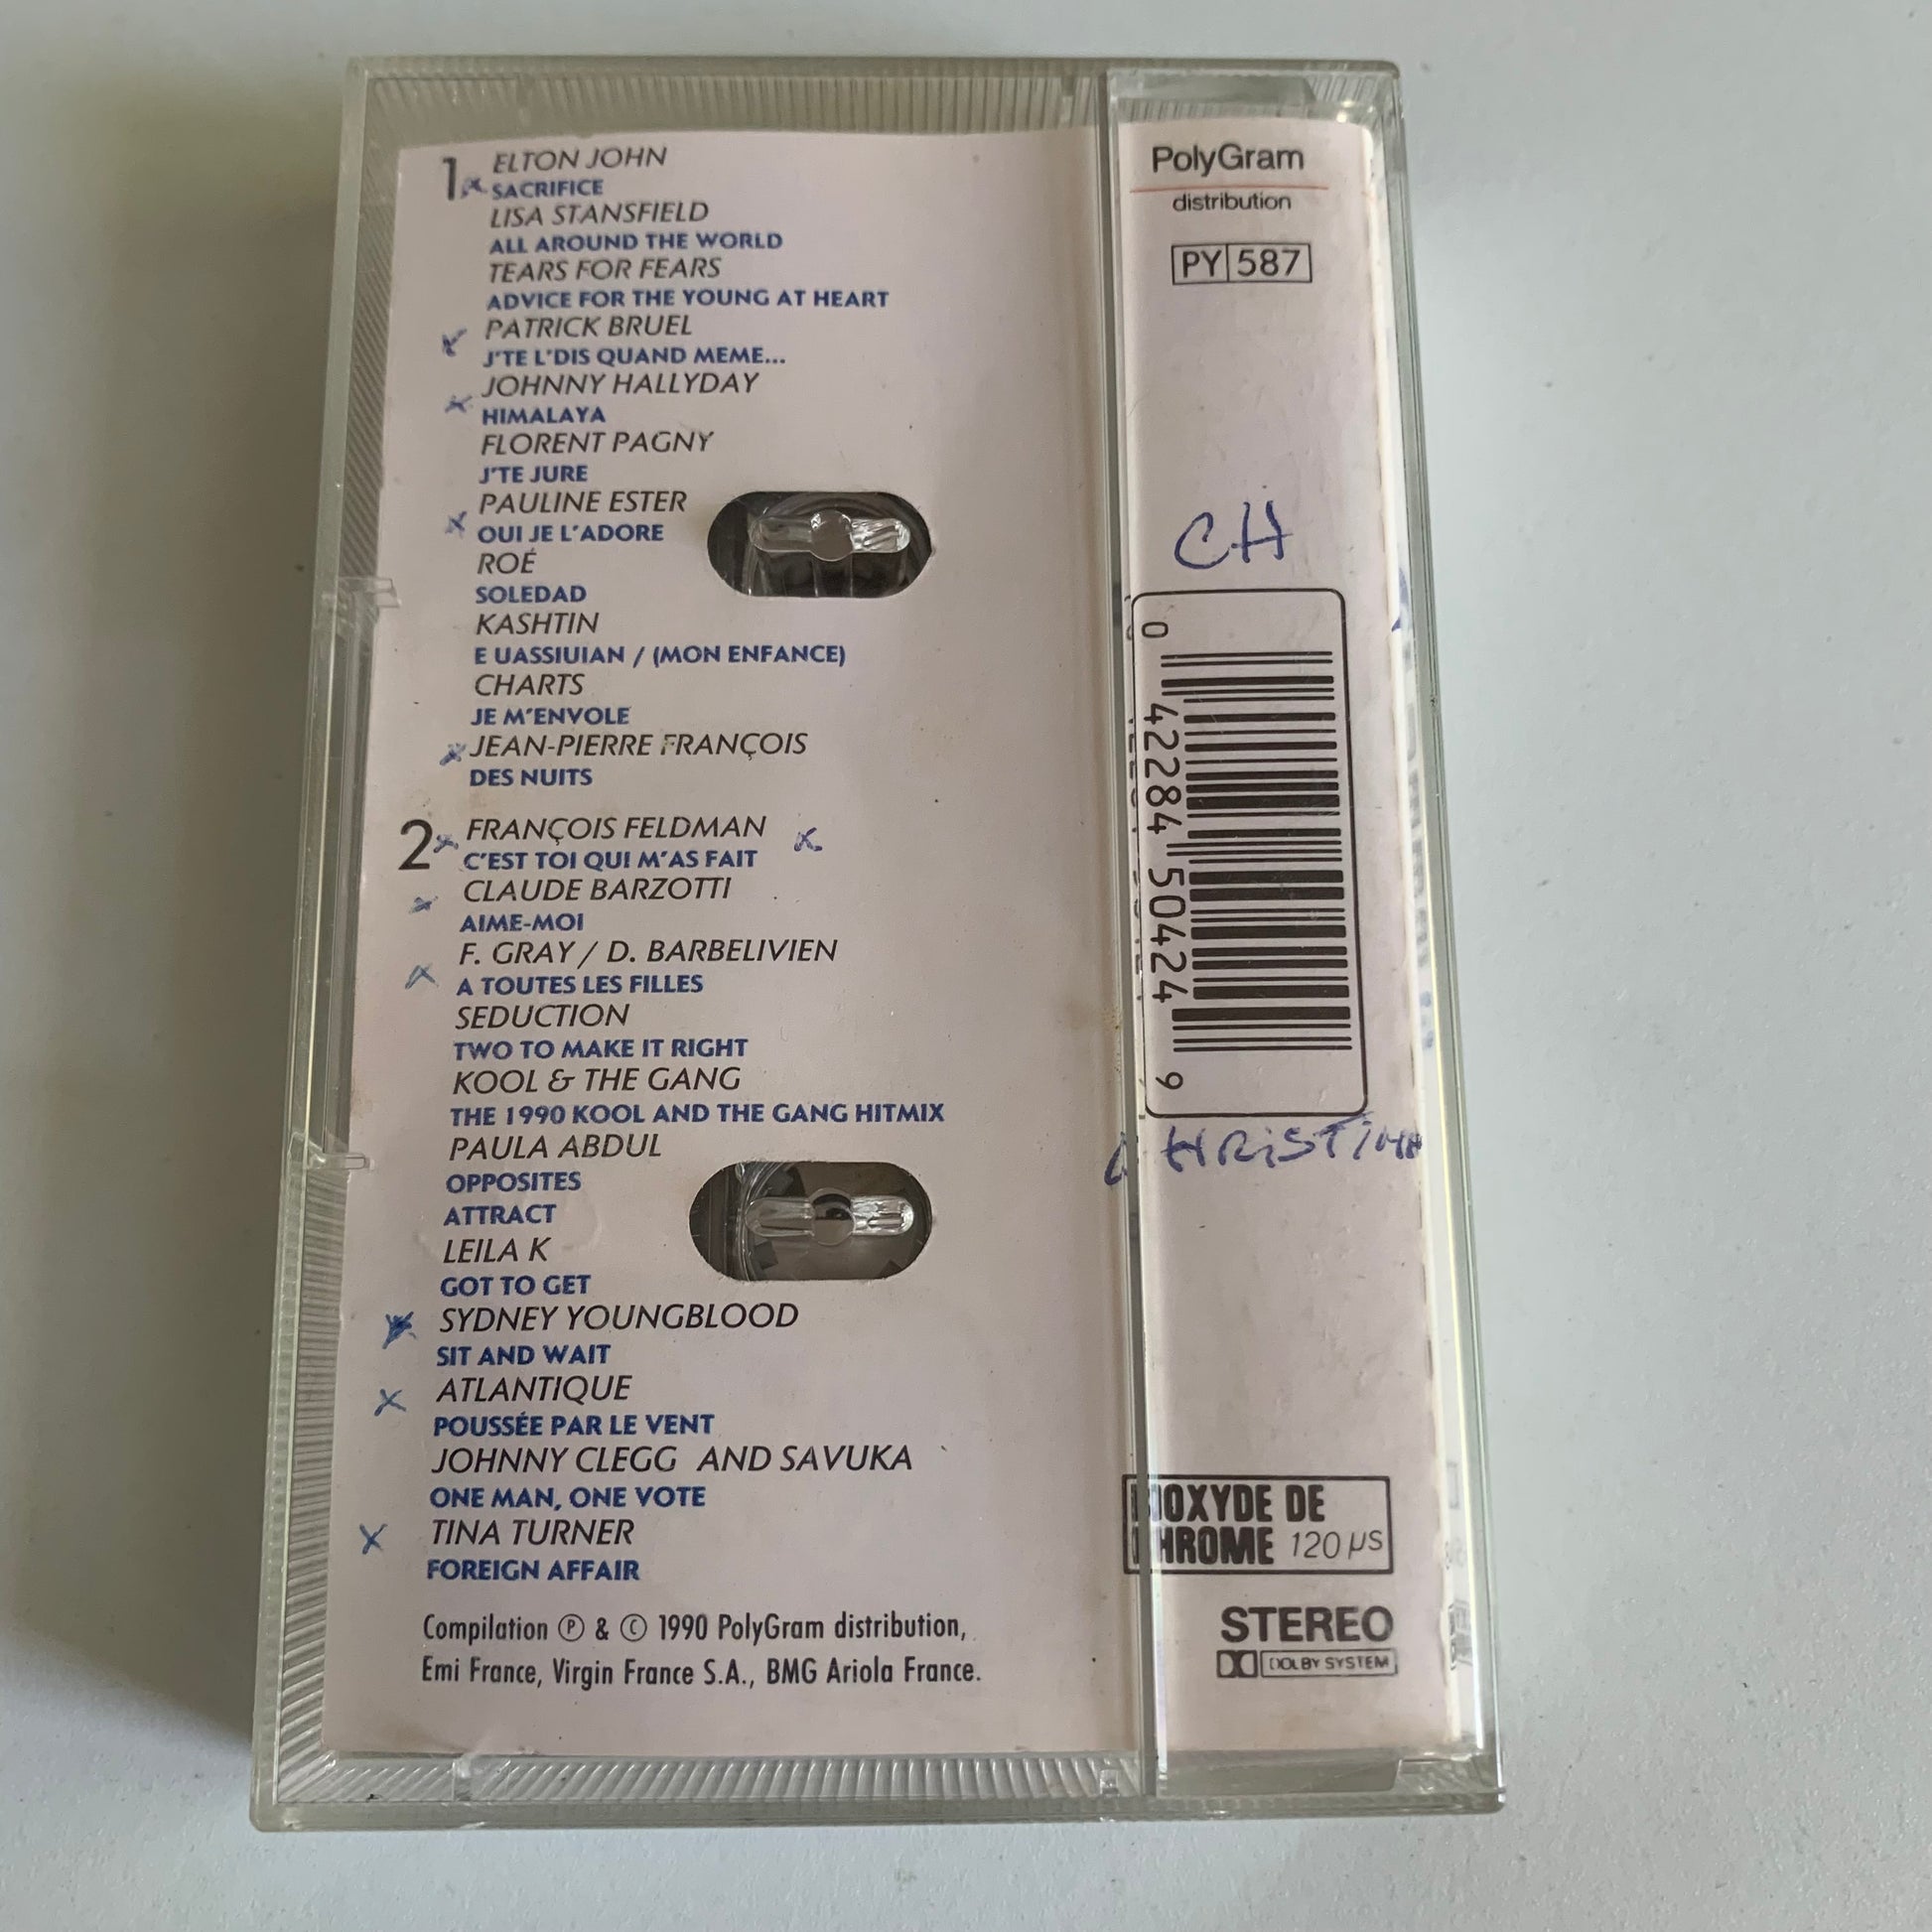 1 ELTON JOHN
SACRIFICE
LISA STANSFIELD
ALL AROUND THE WORLD
TEARS FOR FEARS
ADVICE FOR THE YOUNG AT HEART
PATRICK BRUEL
J'TE L'DIS QUAND MEME...
JOHNNY HALLYDAY
HIMALAYA
FLORENT PAGNY
J'TE JURE
PAULINE ESTER
OUI JE L'ADORE
ROÉ
SOLEDAD
KASHTIN
E UASSIUIAN / (MON ENFANCE)
CHARTS
JE M'ENVOLE
JEAN-PIERRE FRANÇOIS
DES NUITS
2 FRANÇOIS FELDMAN
C'EST TOI QUI M'AS FAIT
CLAUDE BARZOTTI
AIME-MOI
F. GRAY / D. BARBELIVIEN
A TOUTES LES FILLES
SEDUCTION
TWO TO MAKE IT RIGHT
KOOL & THE GANG
THE 1990 KOOL AND THE GANG HITMIX
PAULA ABDUL
OPPOSITES
ATTRACT
LEILA K
GOT TO GET
SYDNEY YOUNGBLOOD
SIT AND WAIT
ATLANTIQUE
POUSSÉE PAR LE VENT
JOHNNY CLEGG AND SAVUKA
ONE MAN, ONE VOTE
TINA TURNER
FOREIGN AFFAIR
Compilation Ⓟ & © 1990 PolyGram distribution,
Emi France, Virgin France S.A., BMG Ariola France.
PolyGram
distribution
PY 587
CH
0 42284 50424 9
DE
120 µs
STEREO
DOLBY SYSTEM